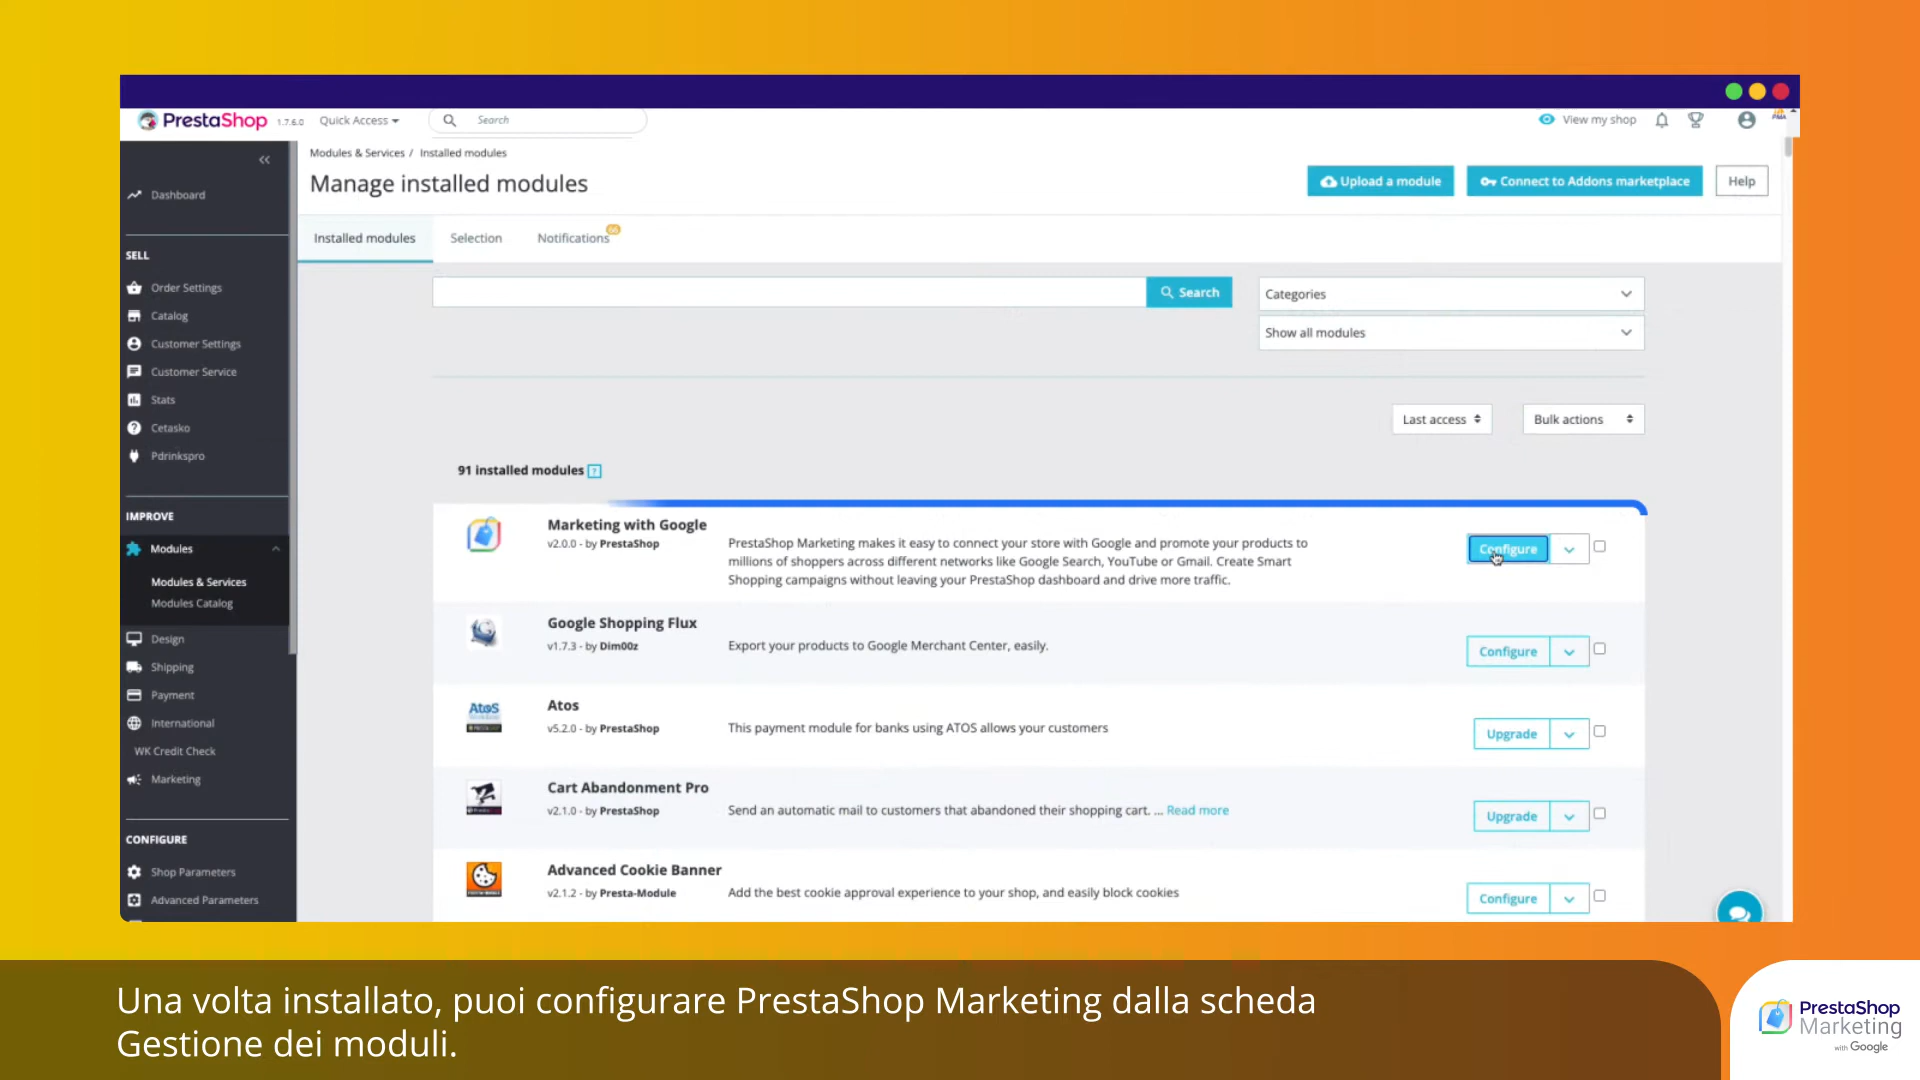 PrestaShop 1.7.6.0 Quick Access Search View my shop
Modules & Services / Installed modules
Manage installed modules
Upload a module Connect to Addons marketplace Help
Installed modules Selection Notifications 66
Dashboard
SELL
Order Settings
Catalog
Customer Settings
Customer Service
Stats
Cetasko
Pdrinkspro
IMPROVE
Modules
Modules & Services
Modules Catalog
Design
Shipping
Payment
International
WK Credit Check
Marketing
CONFIGURE
Shop Parameters
Advanced Parameters
Search
Categories
Show all modules
Last access Bulk actions
91 installed modules ?
Marketing with Google
v2.0.0 - by PrestaShop
PrestaShop Marketing makes it easy to connect your store with Google and promote your products to
millions of shoppers across different networks like Google Search, YouTube or Gmail. Create Smart
Shopping campaigns without leaving your PrestaShop dashboard and drive more traffic.
Configure
Google Shopping Flux
v1.7.3 - by Dim00z
Export your products to Google Merchant Center, easily.
Configure
AtoS
Atos
v5.2.0 - by PrestaShop
This payment module for banks using ATOS allows your customers
Upgrade
Cart Abandonment Pro
v2.1.0 - by PrestaShop
Send an automatic mail to customers that abandoned their shopping cart. ... Read more
Upgrade
Advanced Cookie Banner
v2.1.2 - by Presta-Module
Add the best cookie approval experience to your shop, and easily block cookies
Configure
Una volta installato, puoi configurare PrestaShop Marketing dalla scheda
Gestione dei moduli.
PrestaShop
Marketing
with Google